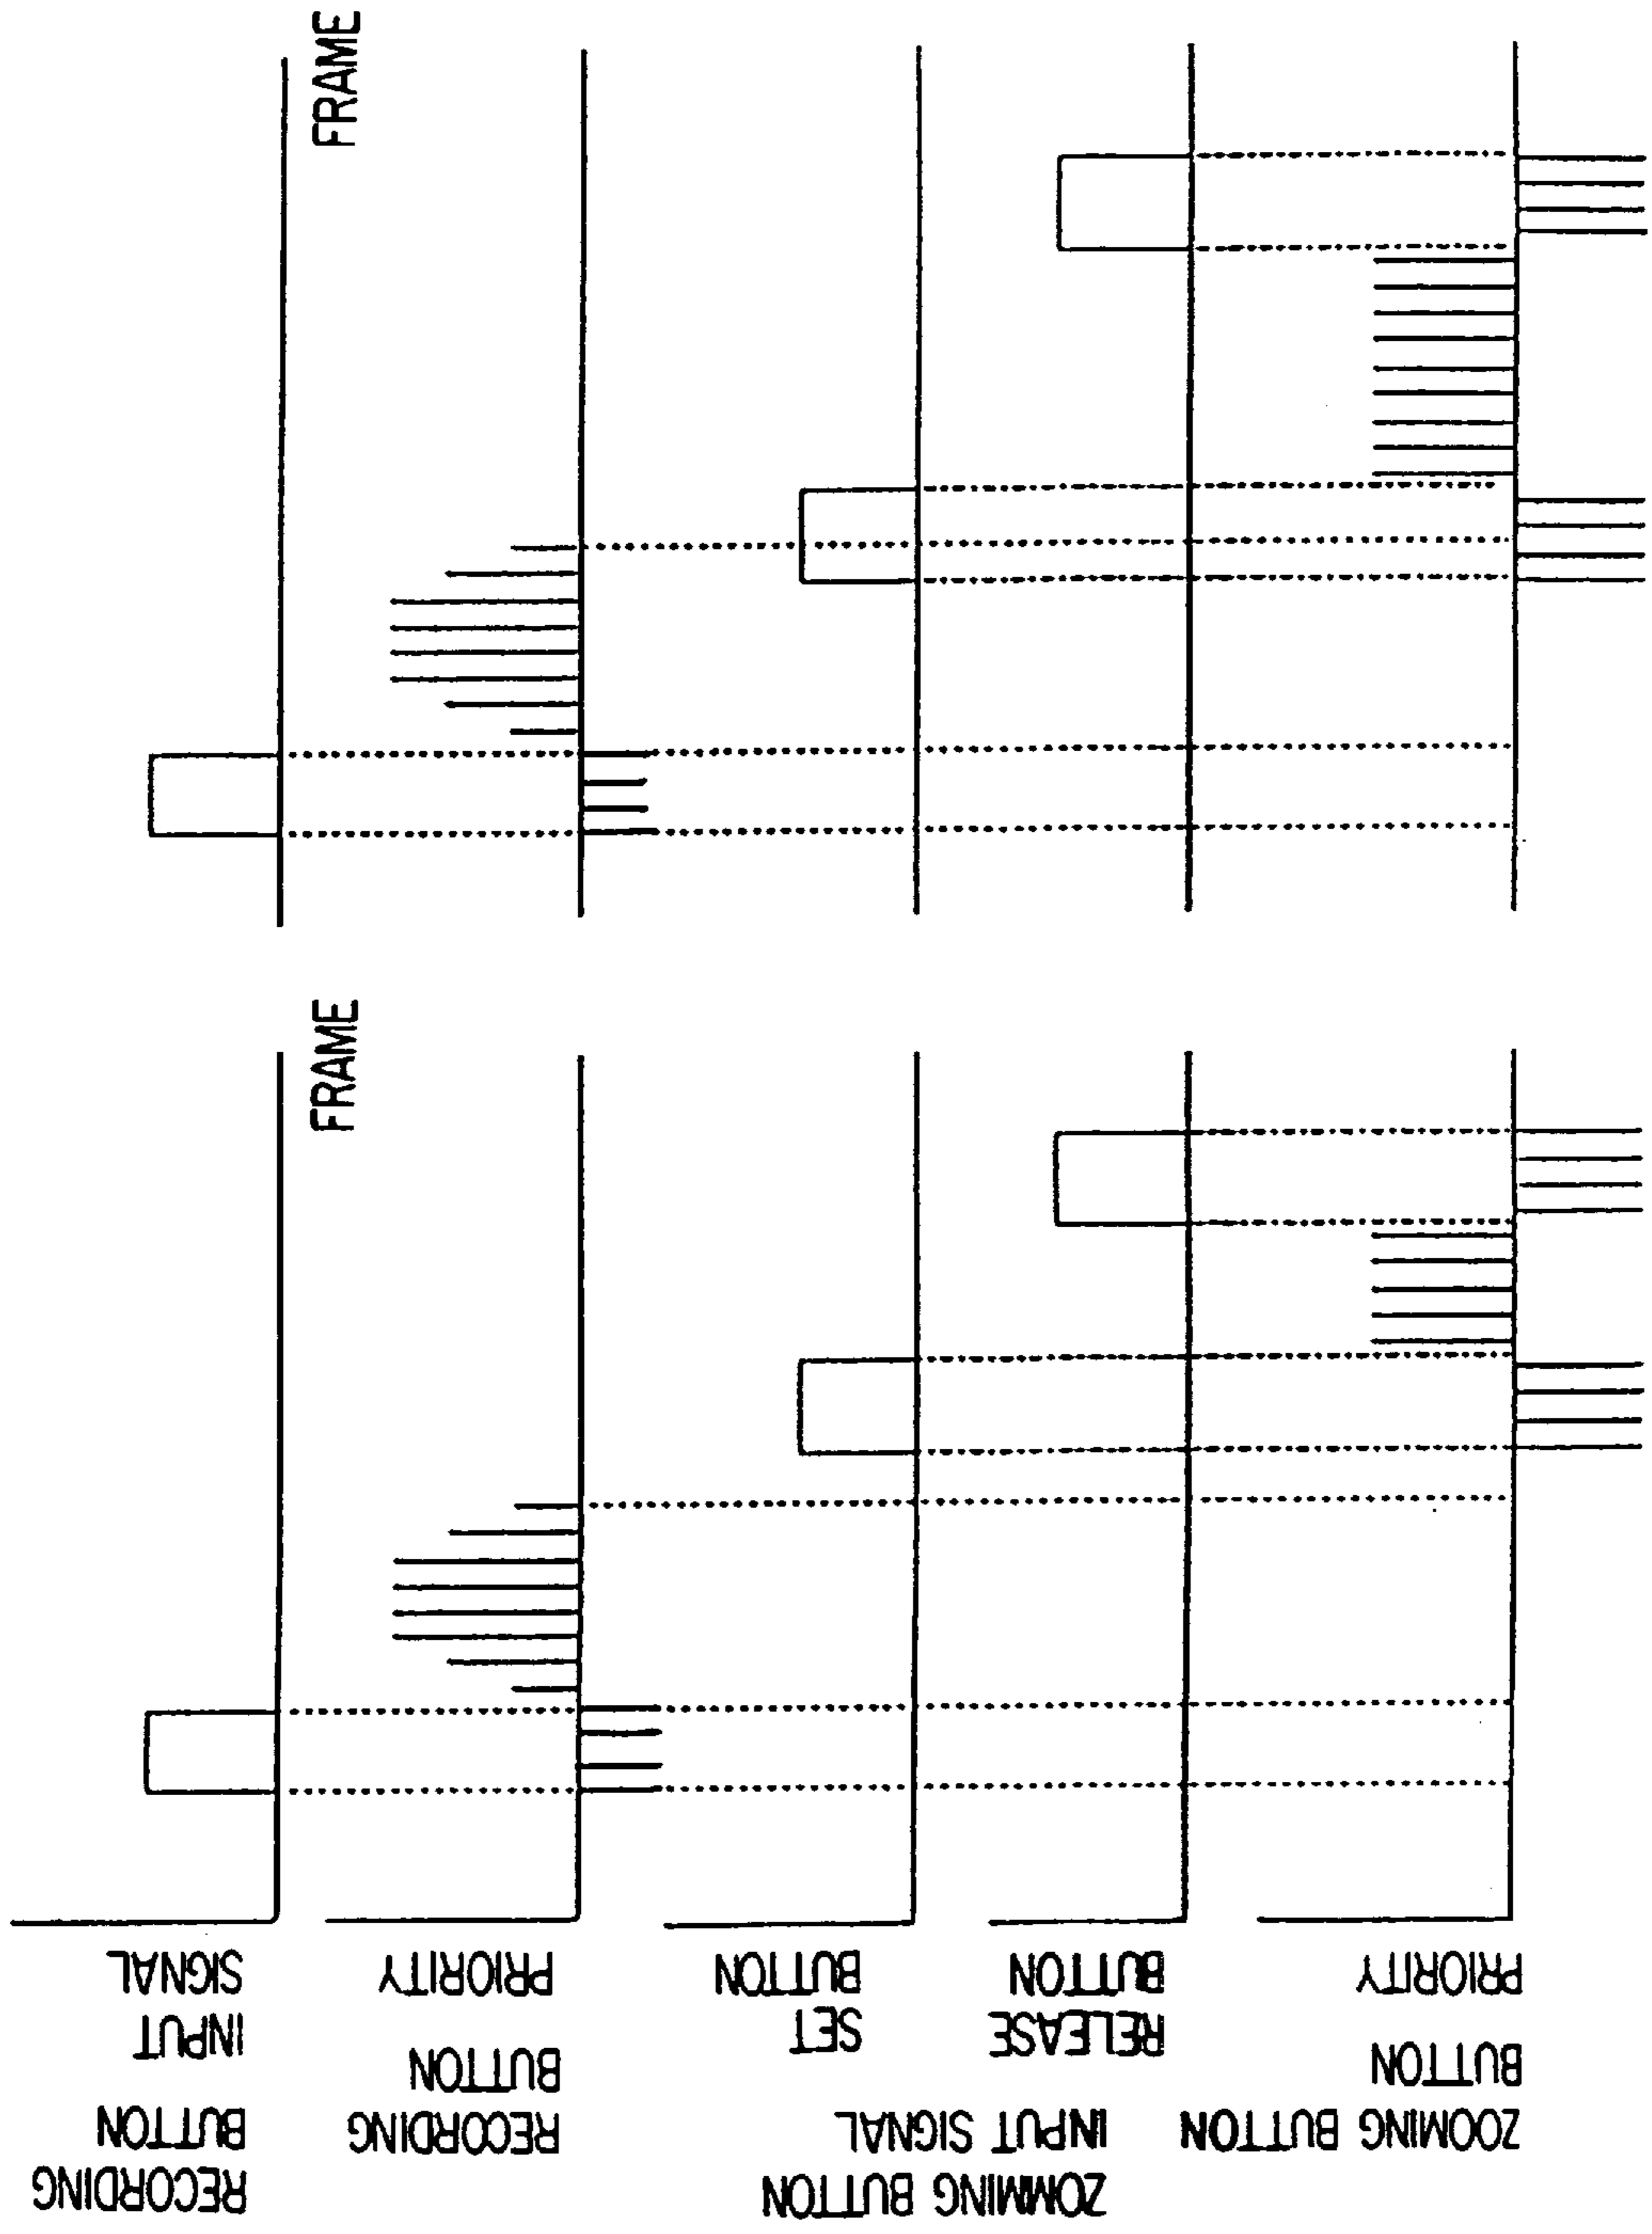 RECORDING
BUTTON
INPUT
SIGNAL
RECORDING
BUTTON
PRIORITY
ZOMMING BUTTON
INPUT SIGNAL
SET
BUTTON
RELEASE
BUTTON
ZOOMING BUTTON
BUTTON
PRIORITY
FRAME
FRAME